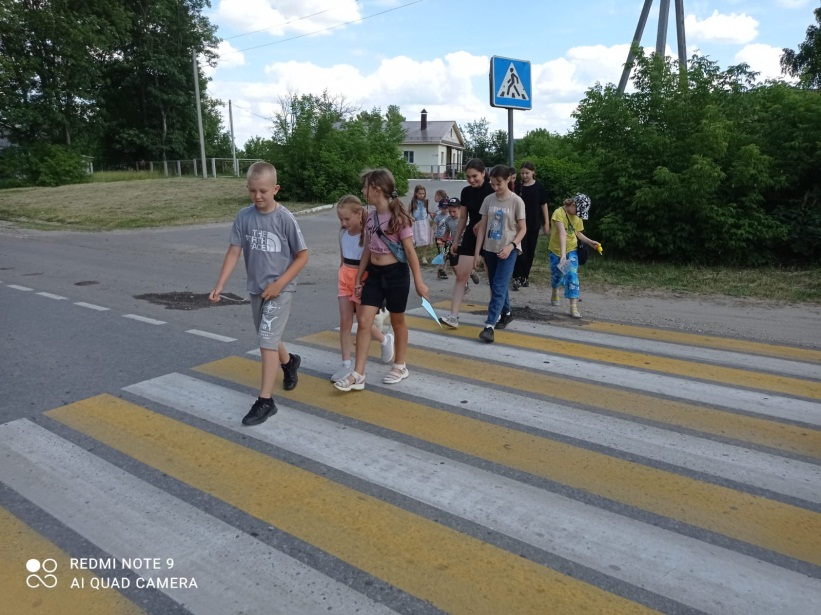 THE
NORTH
FACE
REDMI NOTE 9
AI QUAD CAMERA